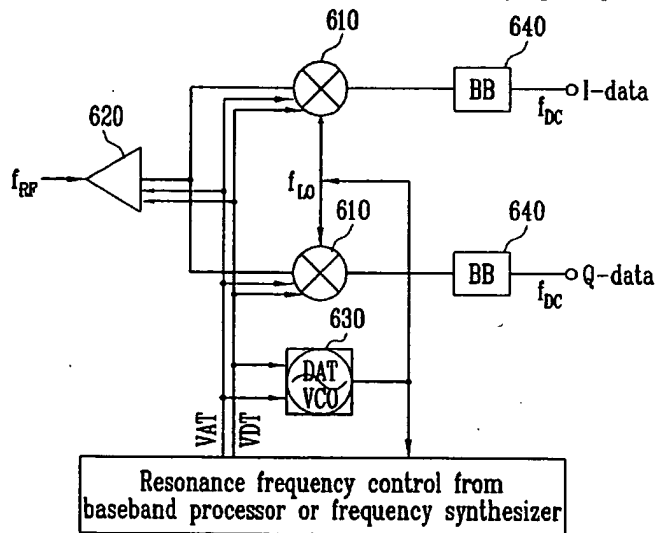 610
640
BB
I-data
f_DC
620
f_RF
f_LO
610
640
BB
Q-data
f_DC
630
DAT
VCO
VAT
VDT
Resonance frequency control from
baseband processor or frequency synthesizer